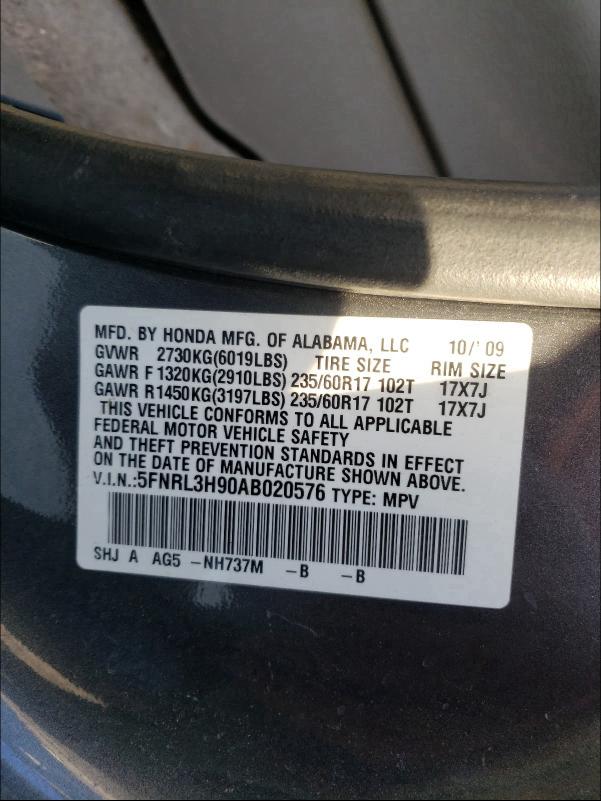 MFD. BY HONDA MFG. OF ALABAMA, LLC 10/'09
GVWR 2730KG(6019LBS) TIRE SIZE RIM SIZE
GAWR F 1320KG(2910LBS) 235/60R17 102T 17X7J
GAWR R 1450KG(3197LBS) 235/60R17 102T 17X7J
THIS VEHICLE CONFORMS TO ALL APPLICABLE
FEDERAL MOTOR VEHICLE SAFETY
AND THEFT PREVENTION STANDARDS IN EFFECT
ON THE DATE OF MANUFACTURE SHOWN ABOVE.
V.I.N.:5FNRL3H90AB020576 TYPE: MPV
SHJ A AG5 -NH737M -B -B